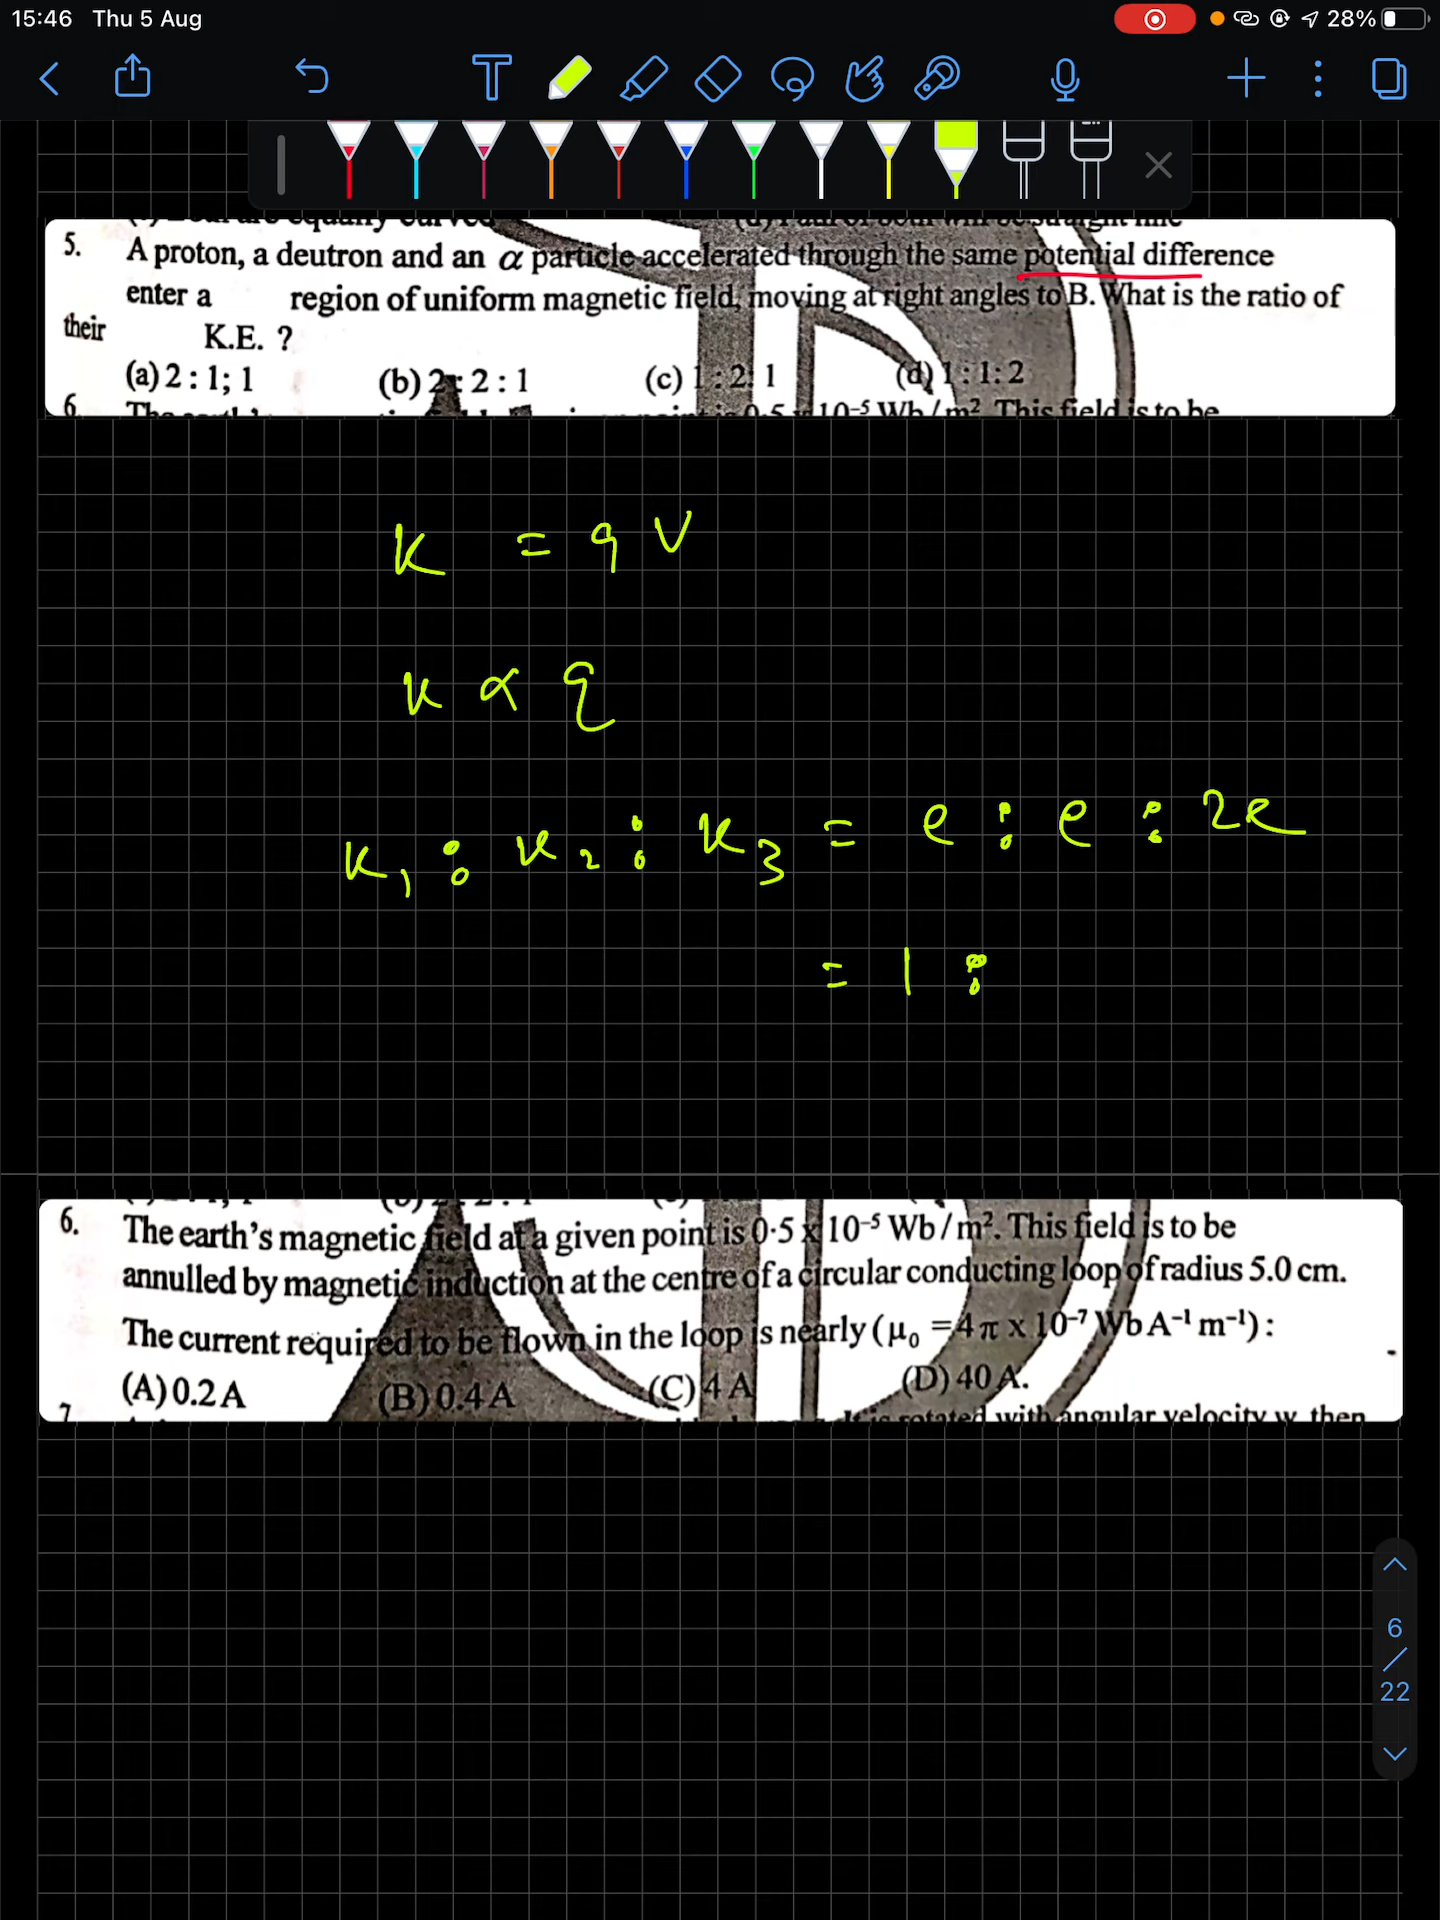 15:46 Thu 5 Aug 28%
5. A proton, a deutron and an α particle accelerated through the same potential difference
enter a region of uniform magnetic field, moving at right angles to B. What is the ratio of
their K.E. ?
(a) 2 : 1; 1 (b) 2 : 2 : 1 (c) 1 : 2 : 1 (d) 1 : 1 : 2
6.
K = q V
K ∝ q
K₁ : K₂ : K₃ = e : e : 2e
= 1 :
6. The earth's magnetic field at a given point is 0·5 x 10⁻⁵ Wb/m². This field is to be
annulled by magnetic induction at the centre of a circular conducting loop of radius 5.0 cm.
The current required to be flown in the loop is nearly (μ₀ = 4 π x 10⁻⁷ Wb A⁻¹ m⁻¹) :
(A) 0.2 A (B) 0.4 A (C) 4 A (D) 40 A.
6
/
22